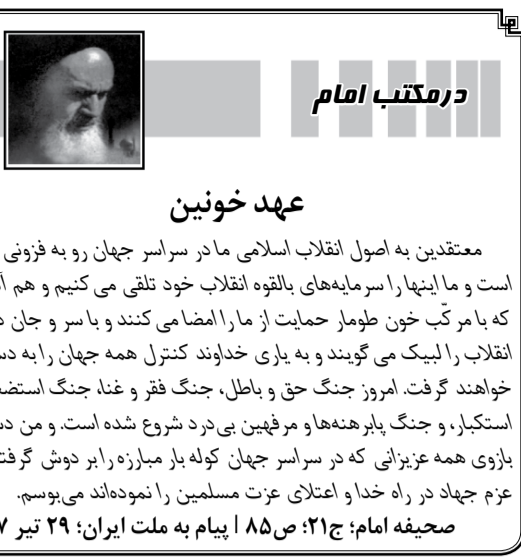 درمکتب امام
عهد خونین
معتقدین به اصول انقلاب اسلامی ما در سراسر جهان رو به فزونی
است و ما اینها را سرمایه‌های بالقوه انقلاب خود تلقی می کنیم و هم
که با مرکّب خون طومار حمایت از ما را امضا می کنند و با سر و جان
انقلاب را لبیک می گویند و به یاری خداوند کنترل همه جهان را به
خواهند گرفت. امروز جنگ حق و باطل، جنگ فقر و غنا، جنگ
استکبار، و جنگ پابرهنه‌ها و مرفهین بی‌درد شروع شده است. و من
بازوی همه عزیزانی که در سراسر جهان کوله بار مبارزه را بر دوش
عزم جهاد در راه خدا و اعتلای عزت مسلمین را نموده‌اند می‌بوسم.
صحیفه امام؛ ج۲۱؛ ص۸۵ | پیام به ملت ایران؛ ۲۹ تیر